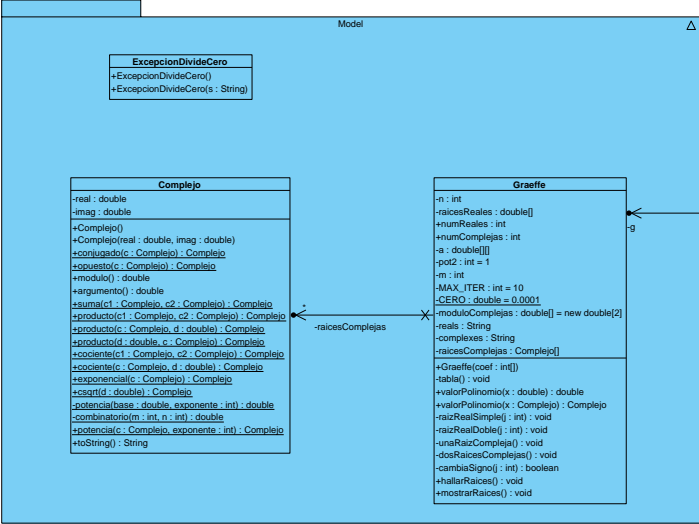 Model
ExcepcionDivideCero
+ExcepcionDivideCero()
+ExcepcionDivideCero(s : String)
Complejo
-real : double
-imag : double
+Complejo()
+Complejo(real : double, imag : double)
+conjugado(c : Complejo) : Complejo
+opuesto(c : Complejo) : Complejo
+modulo() : double
+argumento() : double
+suma(c1 : Complejo, c2 : Complejo) : Complejo
+producto(c1 : Complejo, c2 : Complejo) : Complejo
+producto(c : Complejo, d : double) : Complejo
+producto(d : double, c : Complejo) : Complejo
+cociente(c1 : Complejo, c2 : Complejo) : Complejo
+cociente(c : Complejo, d : double) : Complejo
+exponencial(c : Complejo) : Complejo
+csqrt(d : double) : Complejo
-potencia(base : double, exponente : int) : double
-combinatorio(m : int, n : int) : double
+potencia(c : Complejo, exponente : int) : Complejo
+toString() : String
*
-raicesComplejas
Graeffe
-n : int
-raicesReales : double[]
+numReales : int
+numComplejas : int
-a : double[][]
-pot2 : int = 1
-m : int
-MAX_ITER : int = 10
-CERO : double = 0.0001
-moduloComplejas : double[] = new double[2]
-reals : String
-complexes : String
-raicesComplejas : Complejo[]
+Graeffe(coef : int[])
-tabla() : void
+valorPolinomio(x : double) : double
+valorPolinomio(x : Complejo) : Complejo
-raizRealSimple(j : int) : void
-raizRealDoble(j : int) : void
-unaRaizCompleja() : void
-dosRaicesComplejas() : void
-cambiaSigno(j : int) : boolean
+hallarRaices() : void
+mostrarRaices() : void
-g